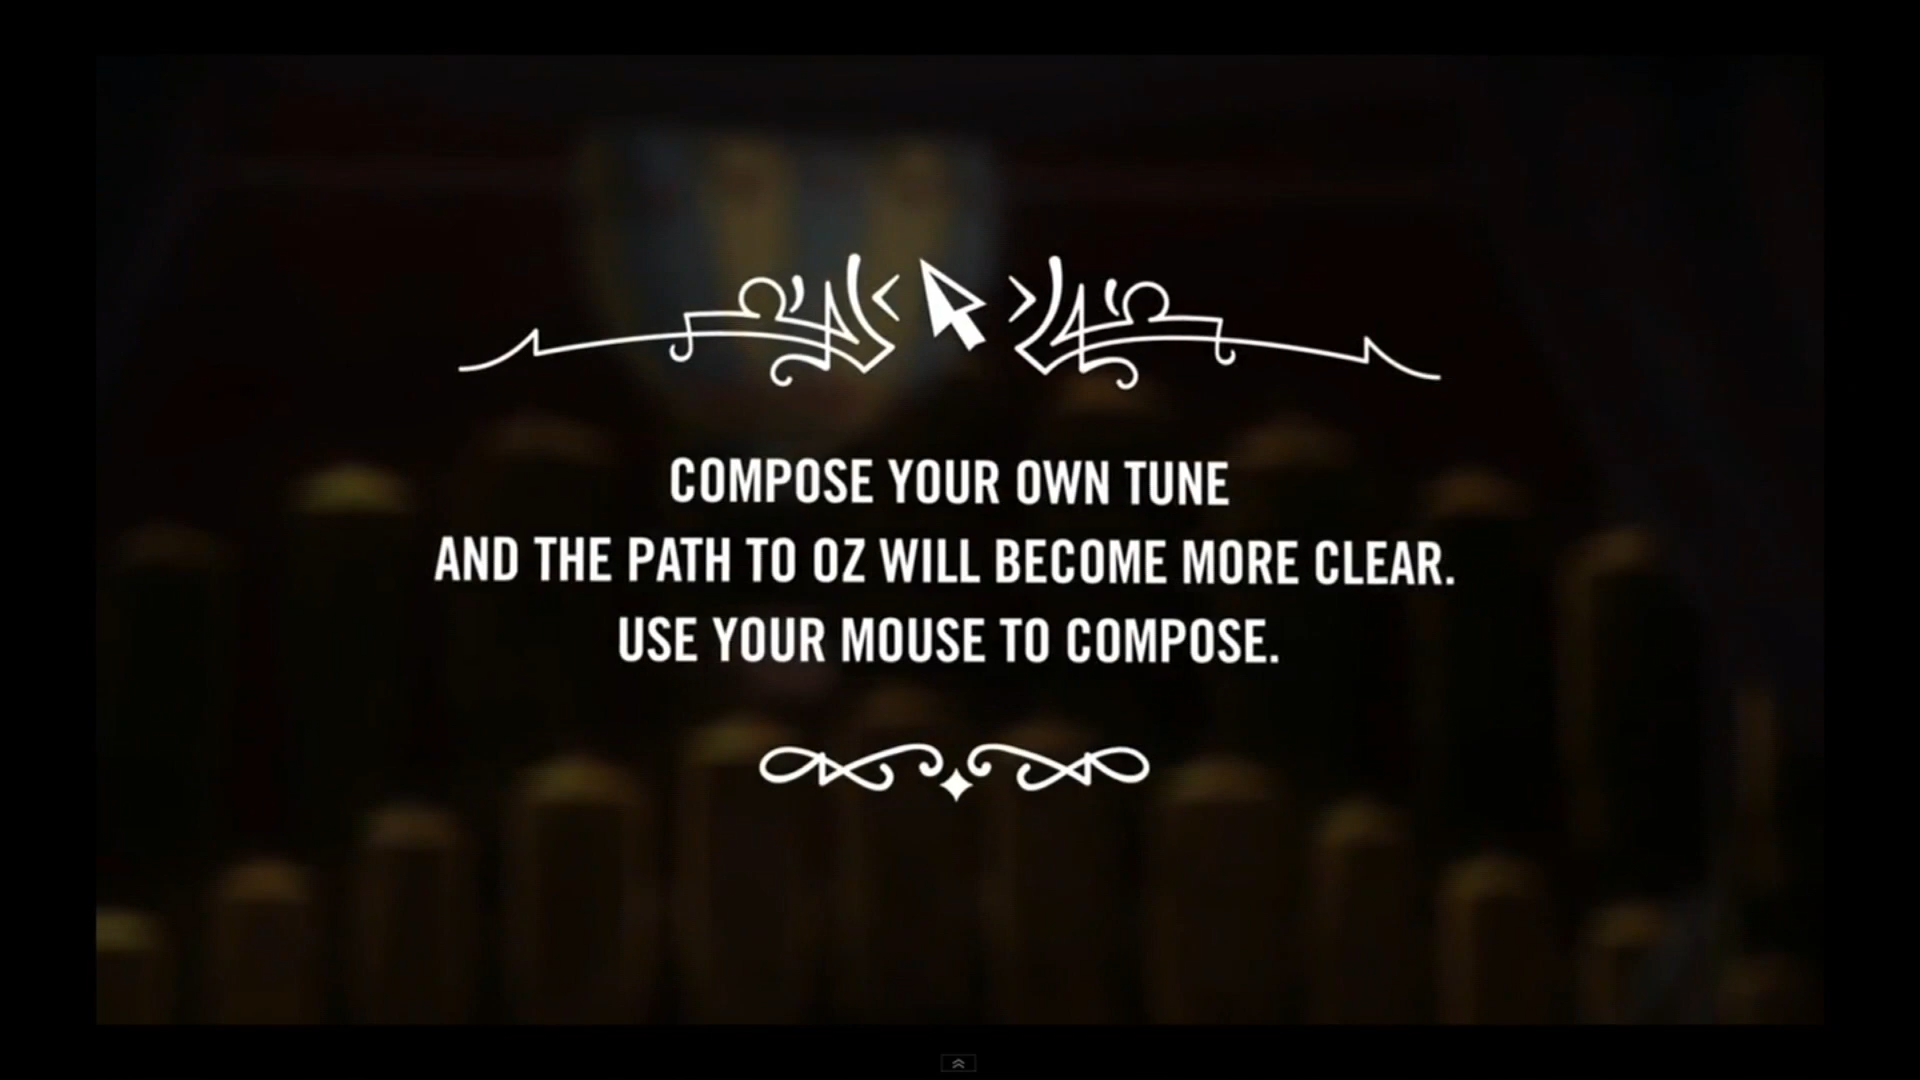 COMPOSE YOUR OWN TUNE
AND THE PATH TO OZ WILL BECOME MORE CLEAR.
USE YOUR MOUSE TO COMPOSE.